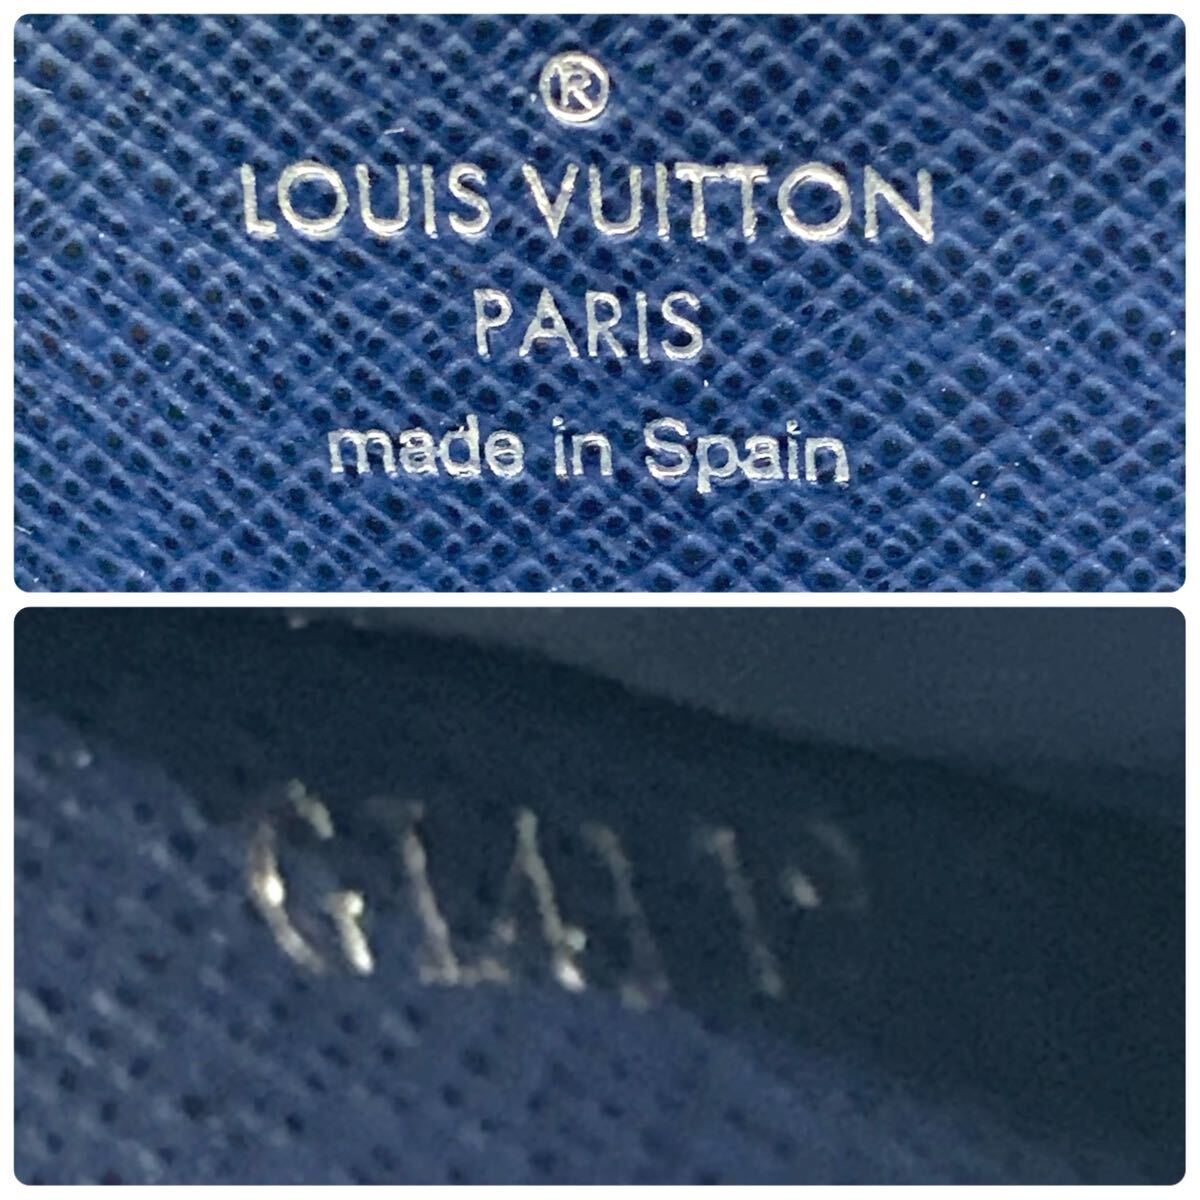 ®
LOUIS VUITTON
PARIS
made in Spain